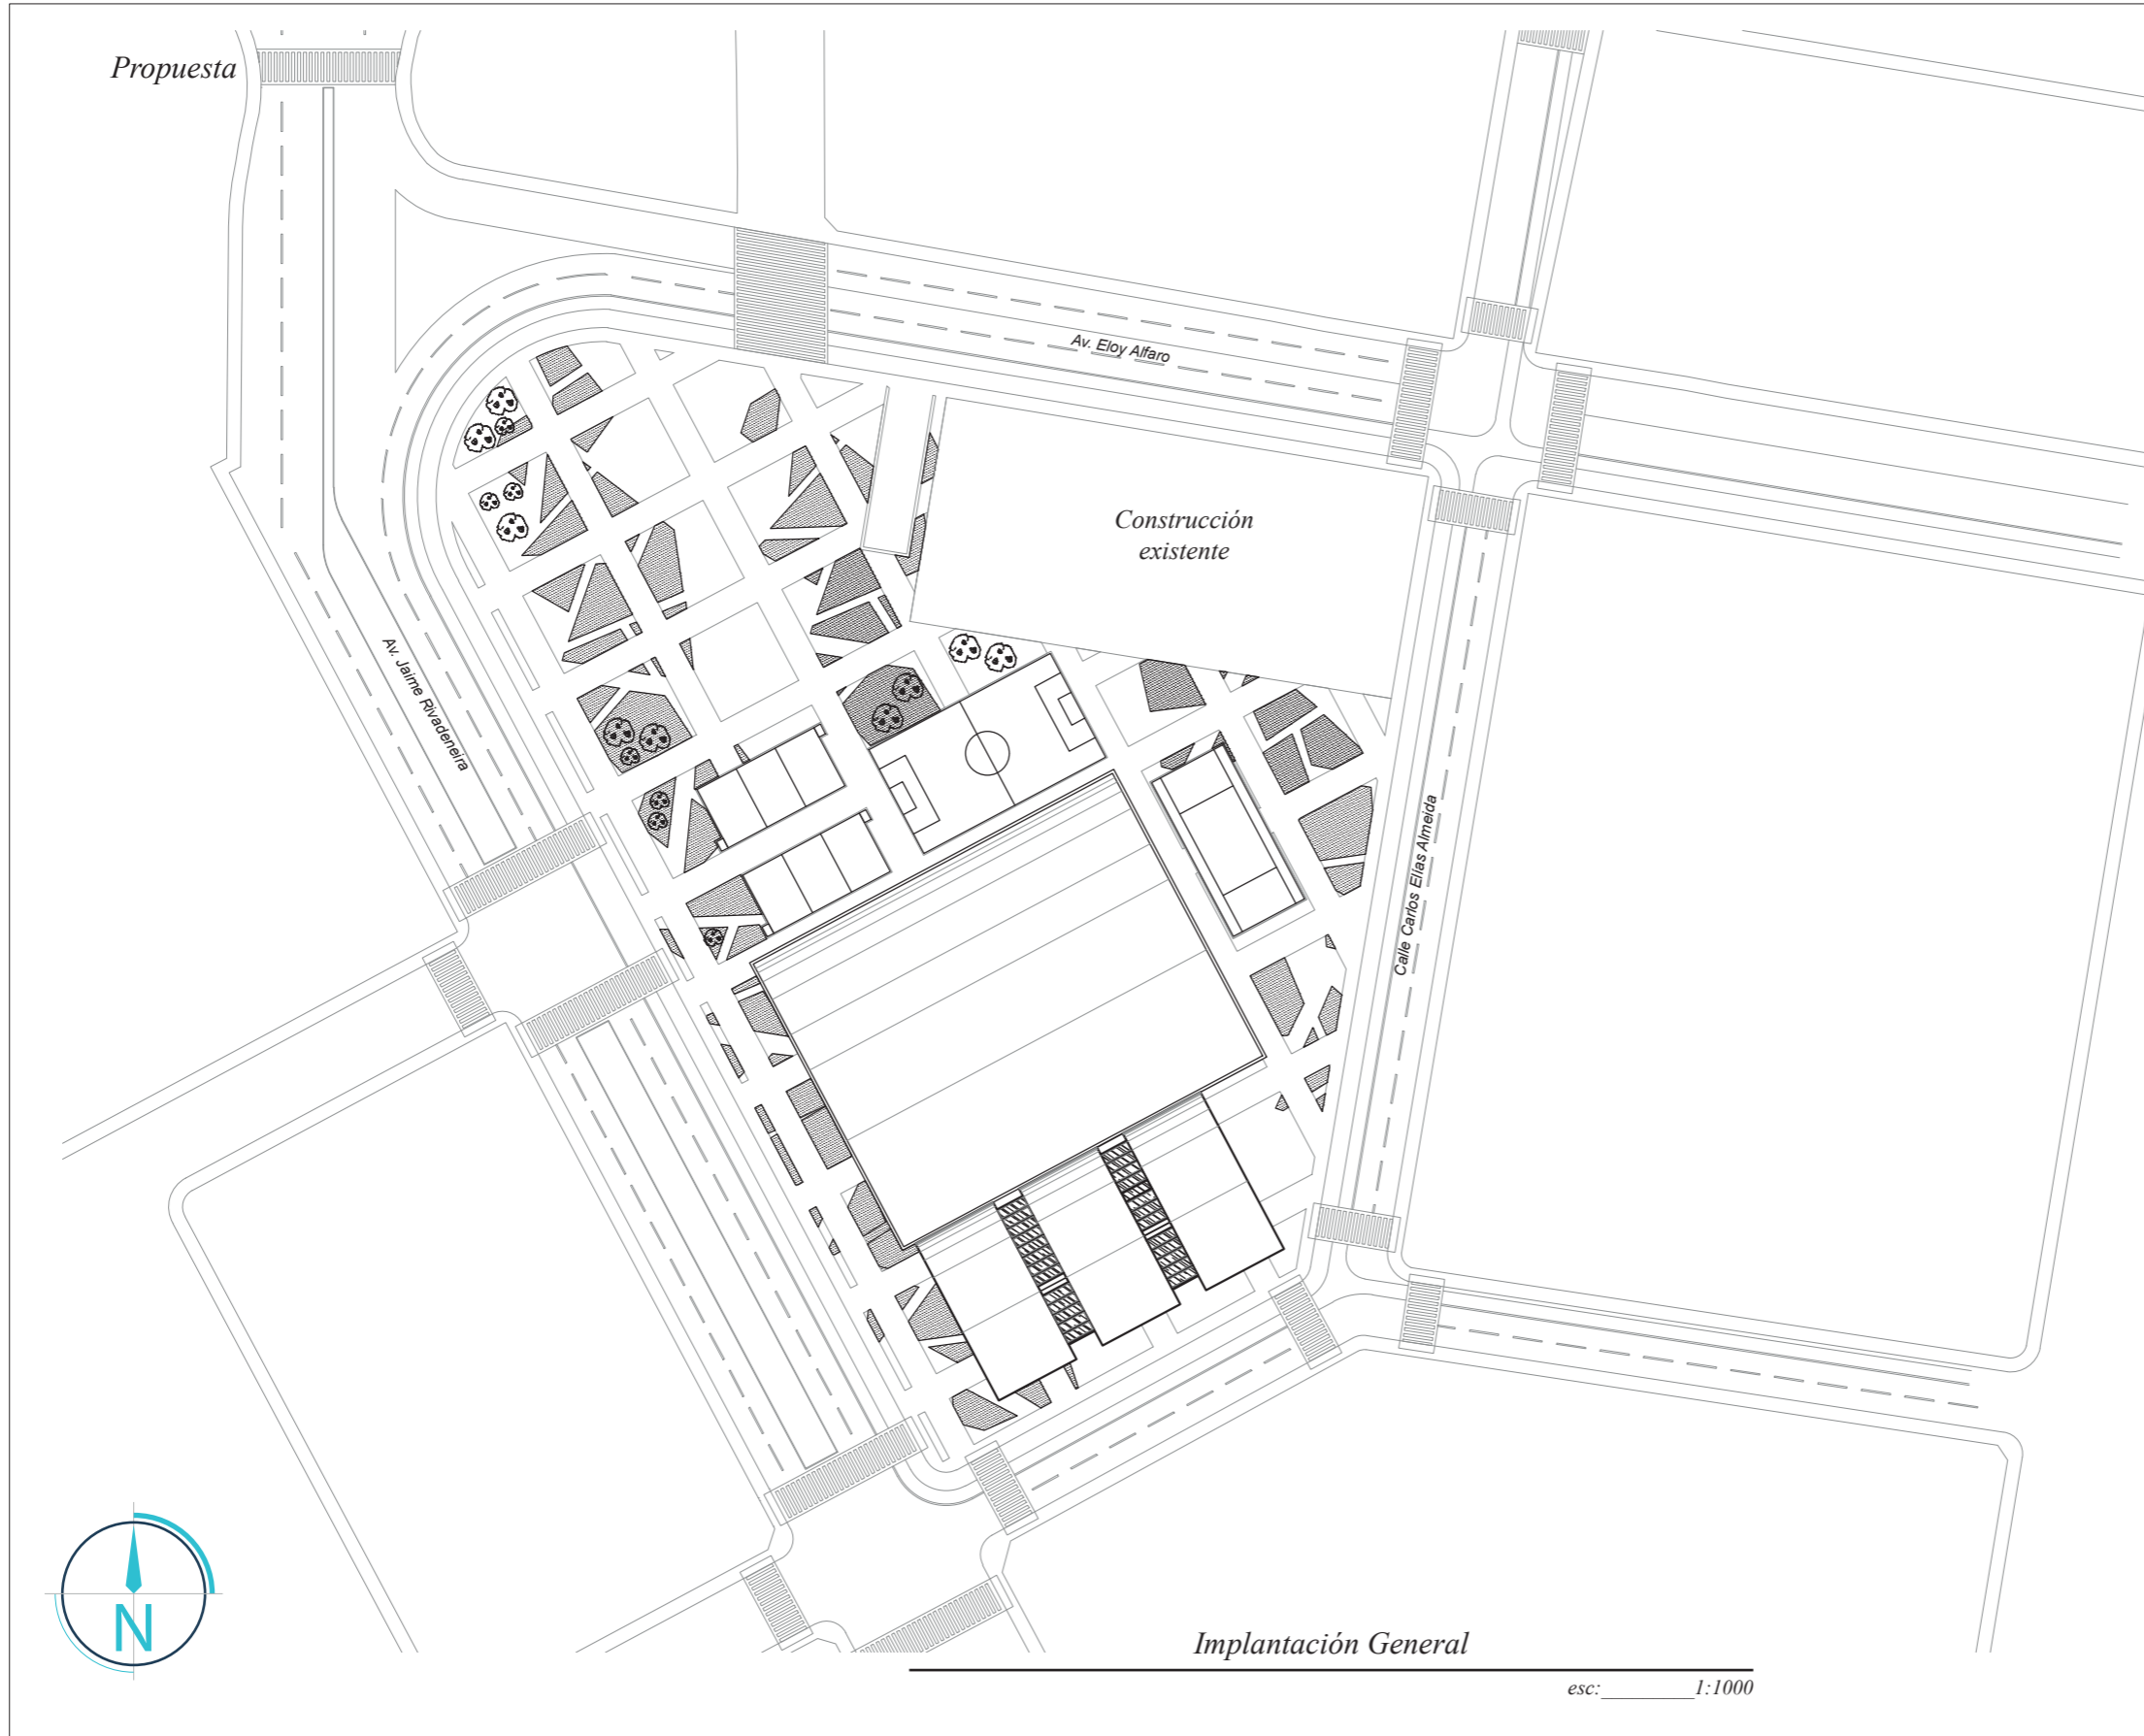 Propuesta
Av. Eloy Alfaro
Construcción
existente
Av. Jaime Rivadeneira
Calle Carlos Elías Almeida
N
Implantación General
esc:_________1:1000